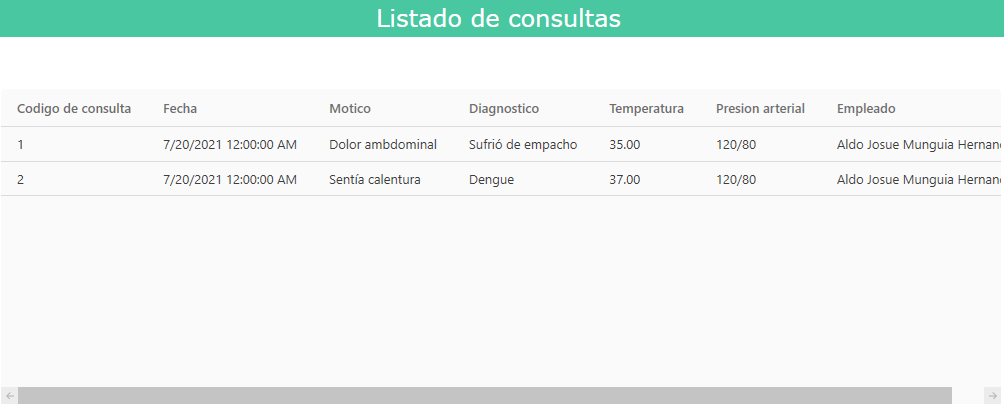 Listado de consultas
Codigo de consulta Fecha Motico Diagnostico Temperatura Presion arterial Empleado
1 7/20/2021 12:00:00 AM Dolor ambdominal Sufrió de empacho 35.00 120/80 Aldo Josue Munguia Hernan
2 7/20/2021 12:00:00 AM Sentía calentura Dengue 37.00 120/80 Aldo Josue Munguia Hernan